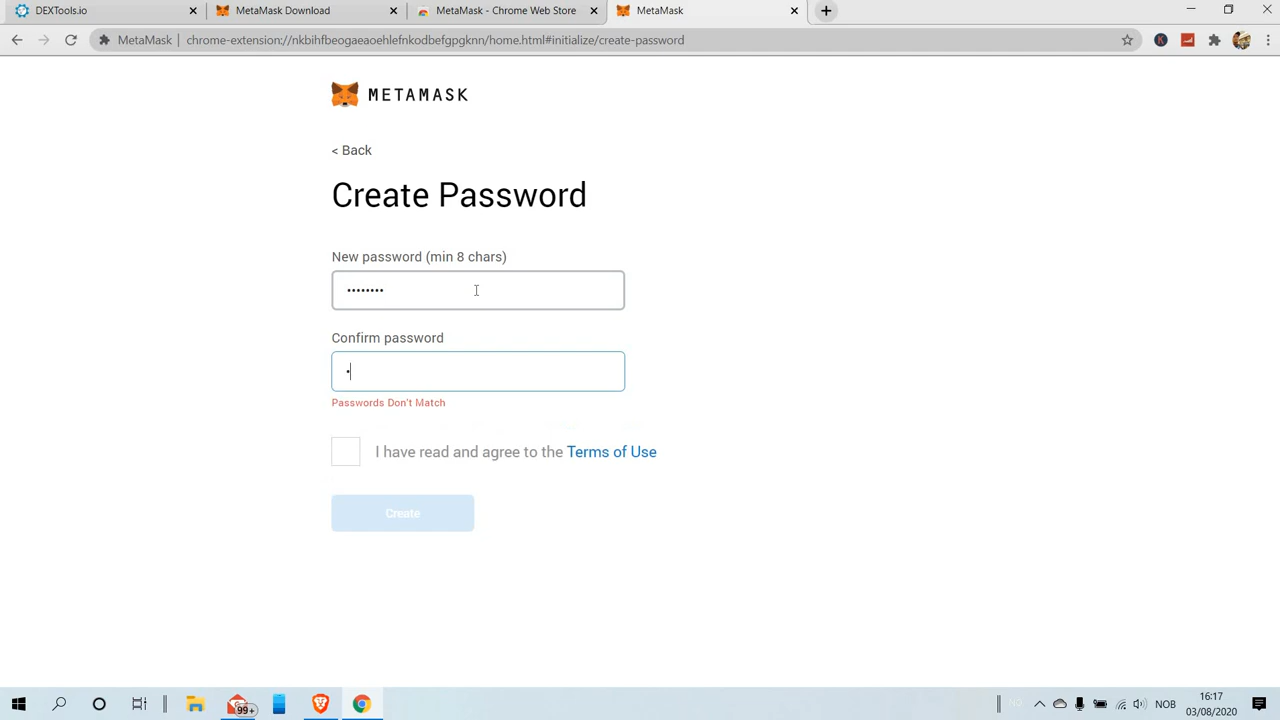 DEXTools.io
MetaMask Download
MetaMask - Chrome Web Store
MetaMask
MetaMask | chrome-extension://nkbihfbeogaeaoehlefnkodbefgpgknn/home.html#initialize/create-password
METAMASK
< Back
Create Password
New password (min 8 chars)
••••••••
Confirm password
•
Passwords Don't Match
I have read and agree to the Terms of Use
Create
99+
NOB
16:17
03/08/2020